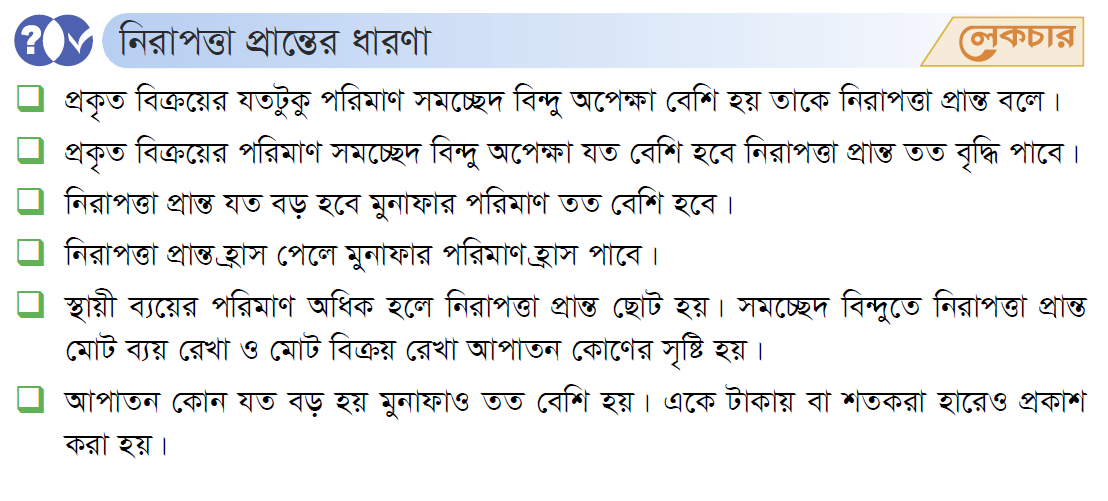 নিরাপত্তা প্রান্তের ধারণা
লেকচার
প্রকৃত বিক্রয়ের যতটুকু পরিমাণ সমচ্ছেদ বিন্দু অপেক্ষা বেশি হয় তাকে নিরাপত্তা প্রান্ত বলে।
প্রকৃত বিক্রয়ের পরিমাণ সমচ্ছেদ বিন্দু অপেক্ষা যত বেশি হবে নিরাপত্তা প্রান্ত তত বৃদ্ধি পাবে।
নিরাপত্তা প্রান্ত যত বড় হবে মুনাফার পরিমাণ তত বেশি হবে।
নিরাপত্তা প্রান্ত হ্রাস পেলে মুনাফার পরিমাণ হ্রাস পাবে।
স্থায়ী ব্যয়ের পরিমাণ অধিক হলে নিরাপত্তা প্রান্ত ছোট হয়। সমচ্ছেদ বিন্দুতে নিরাপত্তা প্রান্ত
মোট ব্যয় রেখা ও মোট বিক্রয় রেখা আপাতন কোণের সৃষ্টি হয়।
আপাতন কোন যত বড় হয় মুনাফাও তত বেশি হয়। একে টাকায় বা শতকরা হারেও প্রকাশ
করা হয়।